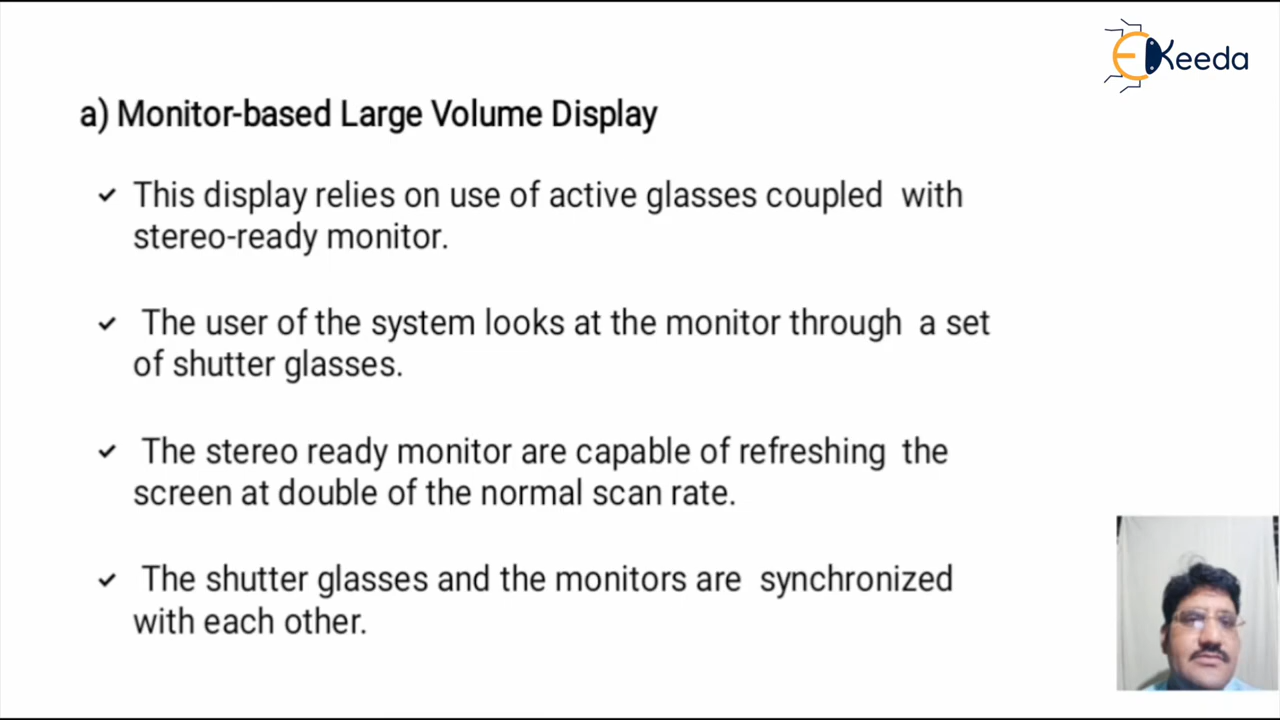 EKeeda
a) Monitor-based Large Volume Display
✓ This display relies on use of active glasses coupled with
stereo-ready monitor.
✓ The user of the system looks at the monitor through a set
of shutter glasses.
✓ The stereo ready monitor are capable of refreshing the
screen at double of the normal scan rate.
✓ The shutter glasses and the monitors are synchronized
with each other.